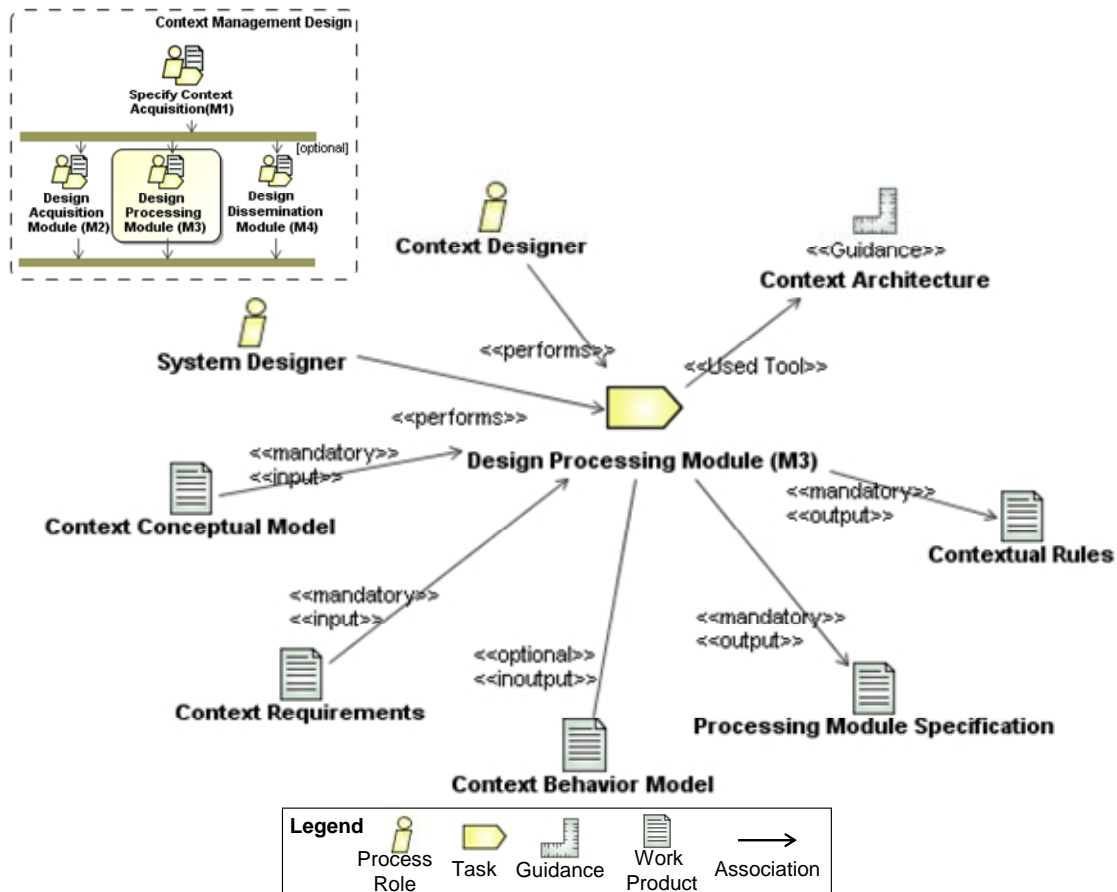 Context Management Design
Specify Context
Acquisition(M1)
[optional]
Design
Acquisition
Module (M2)
Design
Processing
Module (M3)
Design
Dissemination
Module (M4)
Context Designer
<<Guidance>>
Context Architecture
System Designer
<<performs>>
<<Used Tool>>
<<performs>>
<<mandatory>>
<<input>>
Design Processing Module (M3)
Context Conceptual Model
<<mandatory>>
<<output>>
Contextual Rules
<<mandatory>>
<<input>>
Context Requirements
<<optional>>
<<inoutput>>
Context Behavior Model
<<mandatory>>
<<output>>
Processing Module Specification
Legend
Process
Role
Task
Guidance
Work
Product
Association